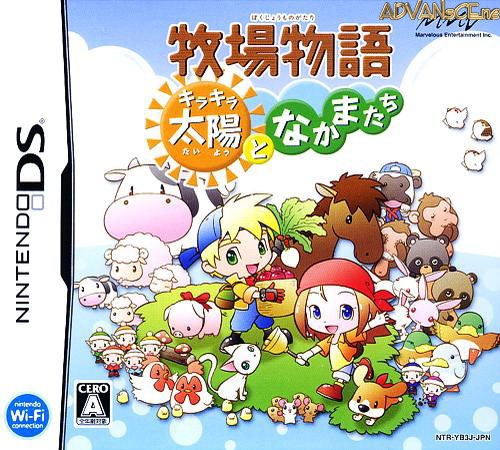 ADVANsCE.net
Marvelous Entertainment Inc.
ぼくじょうものがたり
牧場物語
キラキラ
太陽
たいよう
と
なかまたち
NINTENDO DS
nintendo
Wi-Fi
connection
CERO
A
全年齢対象
NTR-YB3J-JPN